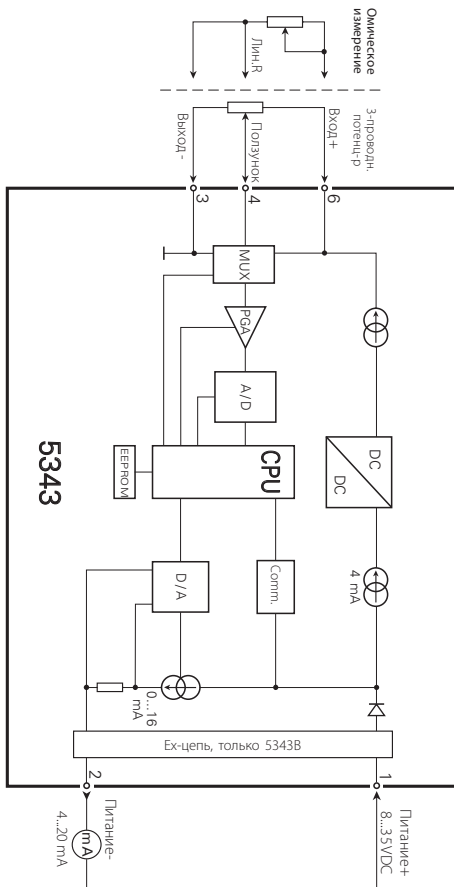 Омическое
измерение
Лин.R
3-проводн.
потенц-р
Вход+
Ползунок
Выход-
6
4
3
MUX
PGA
A/D
CPU
EEPROM
DC
DC
4 mA
Comm.
D/A
0...16
mA
5343
Ex-цепь, только 5343B
1
2
Питание+
8...35VDC
Питание-
4...20 mA
mA